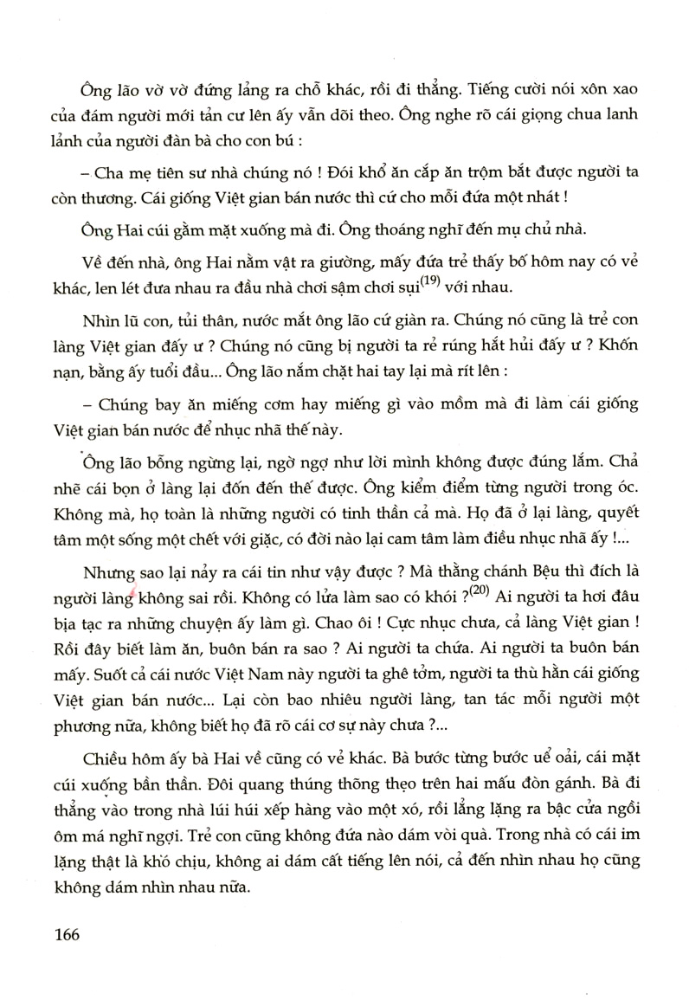 Ông lão vờ vờ đứng lảng ra chỗ khác, rồi đi thẳng. Tiếng cười nói xôn xao
của đám người mới tản cư lên ấy vẫn dõi theo. Ông nghe rõ cái giọng chua lanh
lảnh của người đàn bà cho con bú :
– Cha mẹ tiên sư nhà chúng nó ! Đói khổ ăn cắp ăn trộm bắt được người ta
còn thương. Cái giống Việt gian bán nước thì cứ cho mỗi đứa một nhát !
Ông Hai cúi gằm mặt xuống mà đi. Ông thoáng nghĩ đến mụ chủ nhà.
Về đến nhà, ông Hai nằm vật ra giường, mấy đứa trẻ thấy bố hôm nay có vẻ
khác, len lét đưa nhau ra đầu nhà chơi sậm chơi sụi(19) với nhau.
Nhìn lũ con, tủi thân, nước mắt ông lão cứ giàn ra. Chúng nó cũng là trẻ con
làng Việt gian đấy ư ? Chúng nó cũng bị người ta rẻ rúng hắt hủi đấy ư ? Khốn
nạn, bằng ấy tuổi đầu... Ông lão nắm chặt hai tay lại mà rít lên :
– Chúng bay ăn miếng cơm hay miếng gì vào mồm mà đi làm cái giống
Việt gian bán nước để nhục nhã thế này.
Ông lão bỗng ngừng lại, ngờ ngợ như lời mình không được đúng lắm. Chả
nhẽ cái bọn ở làng lại đốn đến thế được. Ông kiểm điểm từng người trong óc.
Không mà, họ toàn là những người có tinh thần cả mà. Họ đã ở lại làng, quyết
tâm một sống một chết với giặc, có đời nào lại cam tâm làm điều nhục nhã ấy !...
Nhưng sao lại nảy ra cái tin như vậy được ? Mà thằng chánh Bệu thì đích là
người làng không sai rồi. Không có lửa làm sao có khói ?(20) Ai người ta hơi đâu
bịa tạc ra những chuyện ấy làm gì. Chao ôi ! Cực nhục chưa, cả làng Việt gian !
Rồi đây biết làm ăn, buôn bán ra sao ? Ai người ta chứa. Ai người ta buôn bán
mấy. Suốt cả cái nước Việt Nam này người ta ghê tởm, người ta thù hằn cái giống
Việt gian bán nước... Lại còn bao nhiêu người làng, tan tác mỗi người một
phương nữa, không biết họ đã rõ cái cơ sự này chưa ?...
Chiều hôm ấy bà Hai về cũng có vẻ khác. Bà bước từng bước uể oải, cái mặt
cúi xuống bần thần. Đôi quang thúng thõng thẹo trên hai mấu đòn gánh. Bà đi
thẳng vào trong nhà lúi húi xếp hàng vào một xó, rồi lẳng lặng ra bậc cửa ngồi
ôm má nghĩ ngợi. Trẻ con cũng không đứa nào dám vòi quà. Trong nhà có cái im
lặng thật là khó chịu, không ai dám cất tiếng lên nói, cả đến nhìn nhau họ cũng
không dám nhìn nhau nữa.
166